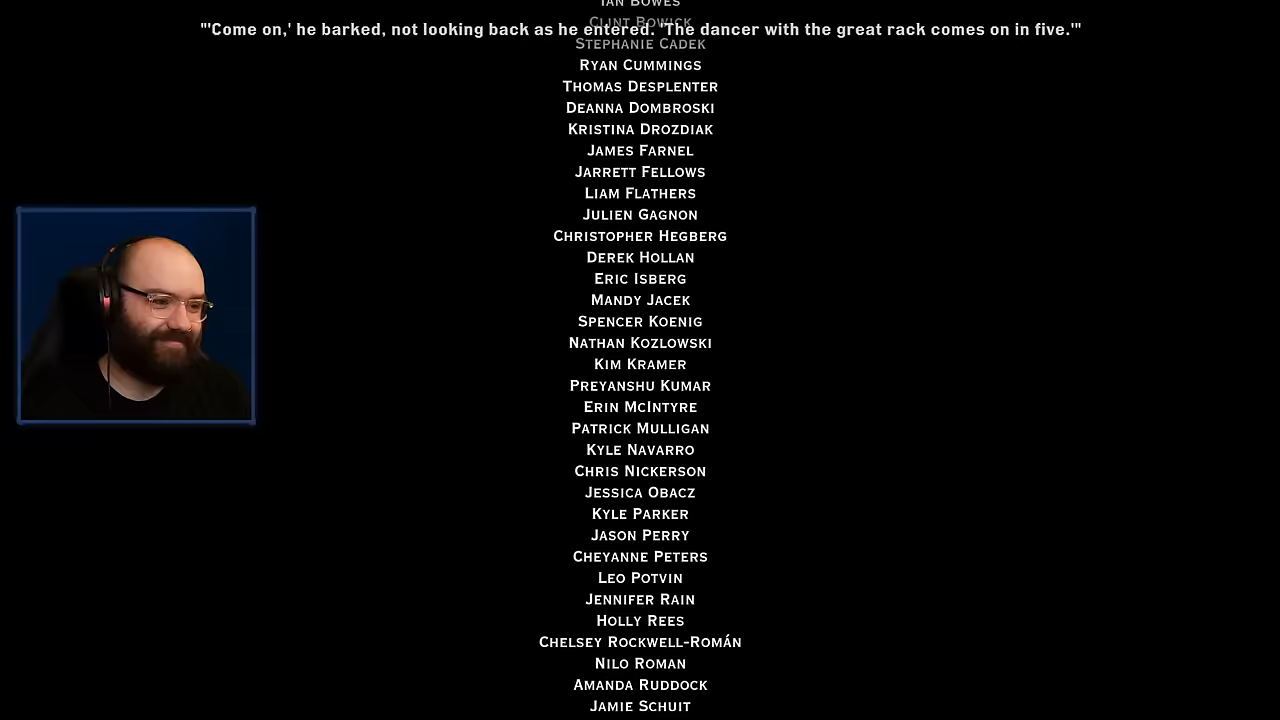 IAN BOWES
CLINT BOWICK
"'Come on,' he barked, not looking back as he entered. 'The dancer with the great rack comes on in five.'"
STEPHANIE CADEK
RYAN CUMMINGS
THOMAS DESPLENTER
DEANNA DOMBROSKI
KRISTINA DROZDIAK
JAMES FARNEL
JARRETT FELLOWS
LIAM FLATHERS
JULIEN GAGNON
CHRISTOPHER HEGBERG
DEREK HOLLAN
ERIC ISBERG
MANDY JACEK
SPENCER KOENIG
NATHAN KOZLOWSKI
KIM KRAMER
PREYANSHU KUMAR
ERIN MCINTYRE
PATRICK MULLIGAN
KYLE NAVARRO
CHRIS NICKERSON
JESSICA OBACZ
KYLE PARKER
JASON PERRY
CHEYANNE PETERS
LEO POTVIN
JENNIFER RAIN
HOLLY REES
CHELSEY ROCKWELL-ROMÁN
NILO ROMAN
AMANDA RUDDOCK
JAMIE SCHUIT